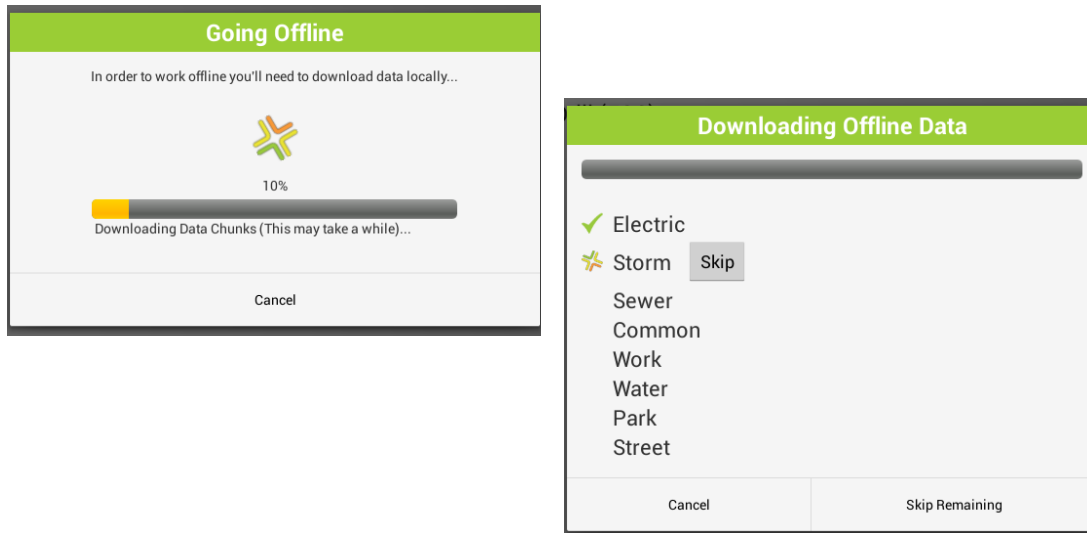 Going Offline
In order to work offline you'll need to download data locally...
10%
Downloading Data Chunks (This may take a while)...
Cancel
Downloading Offline Data
Electric
Storm Skip
Sewer
Common
Work
Water
Park
Street
Cancel Skip Remaining